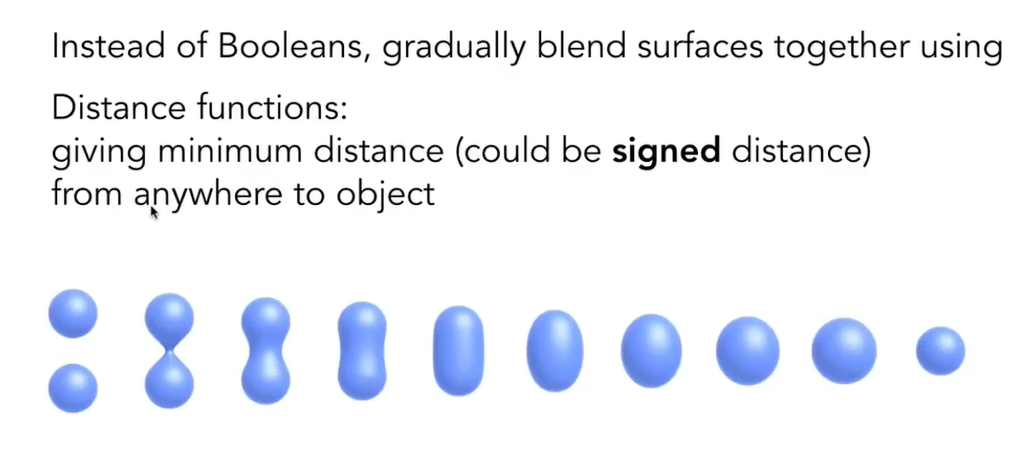 Instead of Booleans, gradually blend surfaces together using
Distance functions:
giving minimum distance (could be signed distance)
from anywhere to object